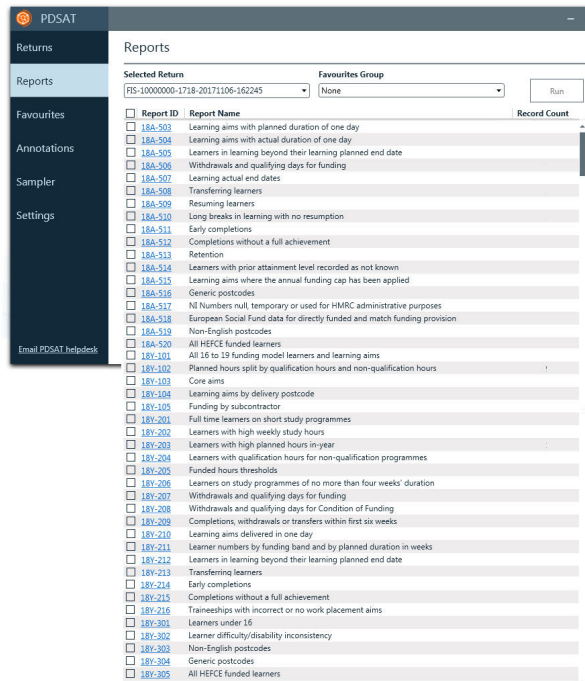 PDSAT
Returns
Reports
Favourites
Annotations
Sampler
Settings
Email PDSAT helpdesk
Reports
Selected Return Favourites Group
FIS-10000000-1718-20171106-162245 None Run
Report ID Report Name Record Count
18A-503 Learning aims with planned duration of one day
18A-504 Learning aims with actual duration of one day
18A-505 Learners in learning beyond their learning planned end date
18A-506 Withdrawals and qualifying days for funding
18A-507 Learning actual end dates
18A-508 Transferring learners
18A-509 Resuming learners
18A-510 Long breaks in learning with no resumption
18A-511 Early completions
18A-512 Completions without a full achievement
18A-513 Retention
18A-514 Learners with prior attainment level recorded as not known
18A-515 Learning aims where the annual funding cap has been applied
18A-516 Generic postcodes
18A-517 NI Numbers null, temporary or used for HMRC administrative purposes
18A-518 European Social Fund data for directly funded and match funding provision
18A-519 Non-English postcodes
18A-520 All HEFCE funded learners
18Y-101 All 16 to 19 funding model learners and learning aims
18Y-102 Planned hours split by qualification hours and non-qualification hours
18Y-103 Core aims
18Y-104 Learning aims by delivery postcode
18Y-105 Funding by subcontractor
18Y-201 Full time learners on short study programmes
18Y-202 Learners with high weekly study hours
18Y-203 Learners with high planned hours in-year
18Y-204 Learners with qualification hours for non-qualification programmes
18Y-205 Funded hours thresholds
18Y-206 Learners on study programmes of no more than four weeks' duration
18Y-207 Withdrawals and qualifying days for funding
18Y-208 Withdrawals and qualifying days for Condition of Funding
18Y-209 Completions, withdrawals or transfers within first six weeks
18Y-210 Learning aims delivered in one day
18Y-211 Learner numbers by funding band and by planned duration in weeks
18Y-212 Learners in learning beyond their learning planned end date
18Y-213 Transferring learners
18Y-214 Early completions
18Y-215 Completions without a full achievement
18Y-216 Traineeships with incorrect or no work placement aims
18Y-301 Learners under 16
18Y-302 Learner difficulty/disability inconsistency
18Y-303 Non-English postcodes
18Y-304 Generic postcodes
18Y-305 All HEFCE funded learners